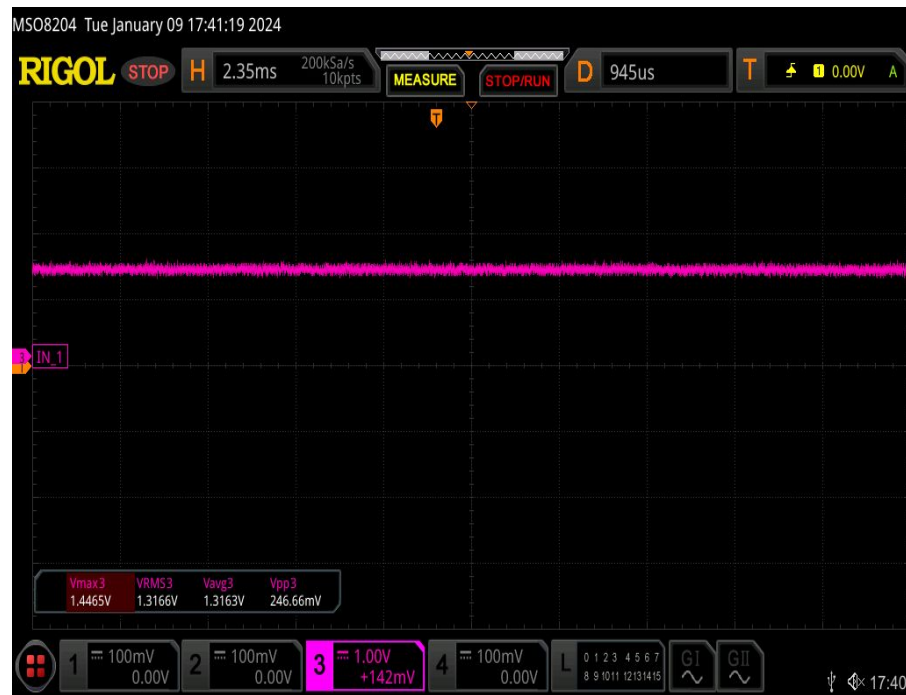 MSO8204 Tue January 09 17:41:19 2024
RIGOL STOP H 2.35ms 200kSa/s 10kpts MEASURE STOP/RUN D 945us T 1 0.00V A
T
3 IN_1
T
Vmax3 VRMS3 Vavg3 Vpp3
1.4465V 1.3166V 1.3163V 246.66mV
1 100mV 0.00V 2 100mV 0.00V 3 1.00V +142mV 4 100mV 0.00V L 0 1 2 3 4 5 6 7 GI GII
8 9 10 11 12 13 14 15
17:40